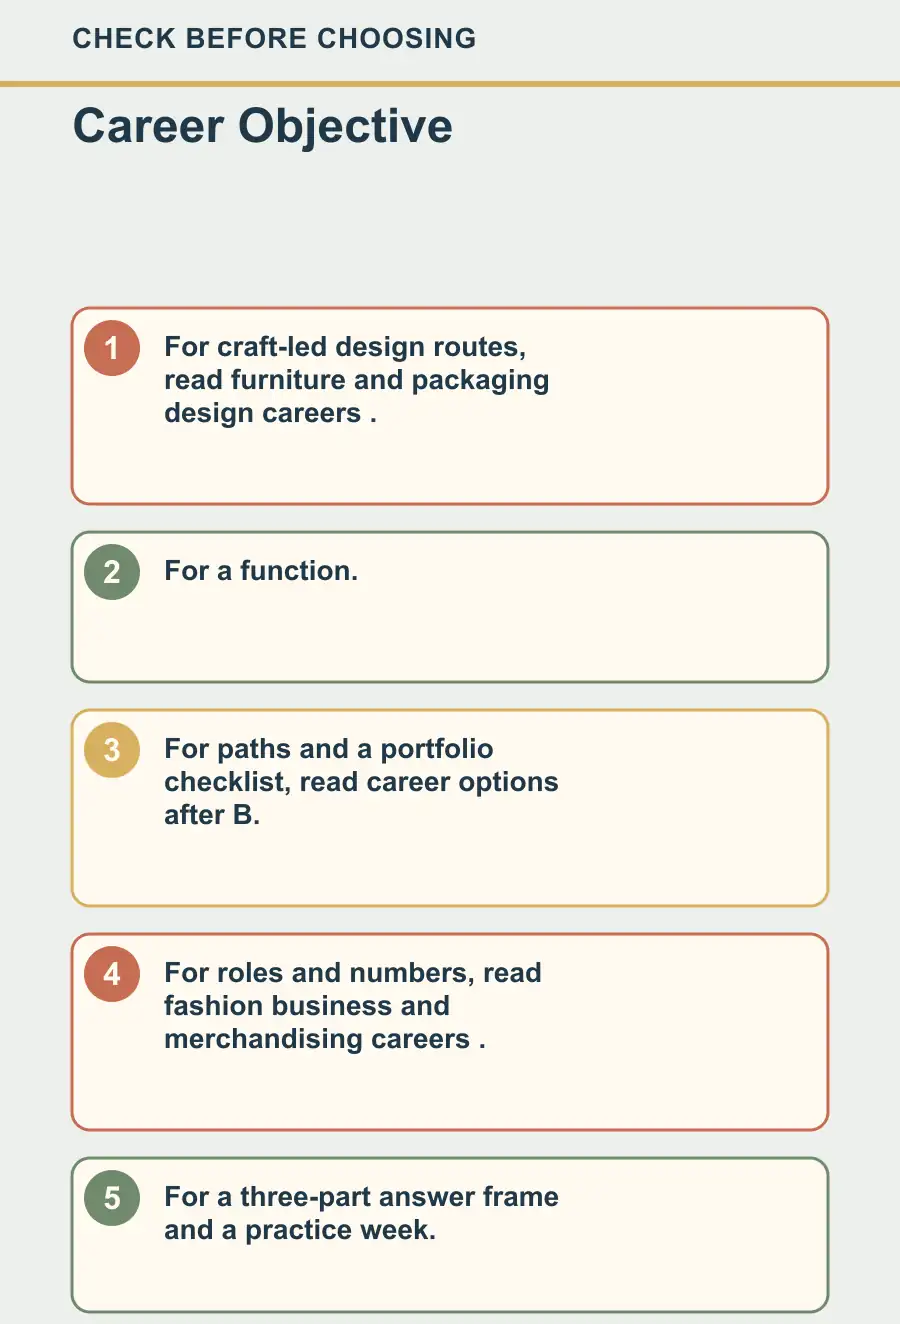 CHECK BEFORE CHOOSING
Career Objective
1
For craft-led design routes,
read furniture and packaging
design careers .
2
For a function.
3
For paths and a portfolio
checklist, read career options
after B.
4
For roles and numbers, read
fashion business and
merchandising careers .
5
For a three-part answer frame
and a practice week.